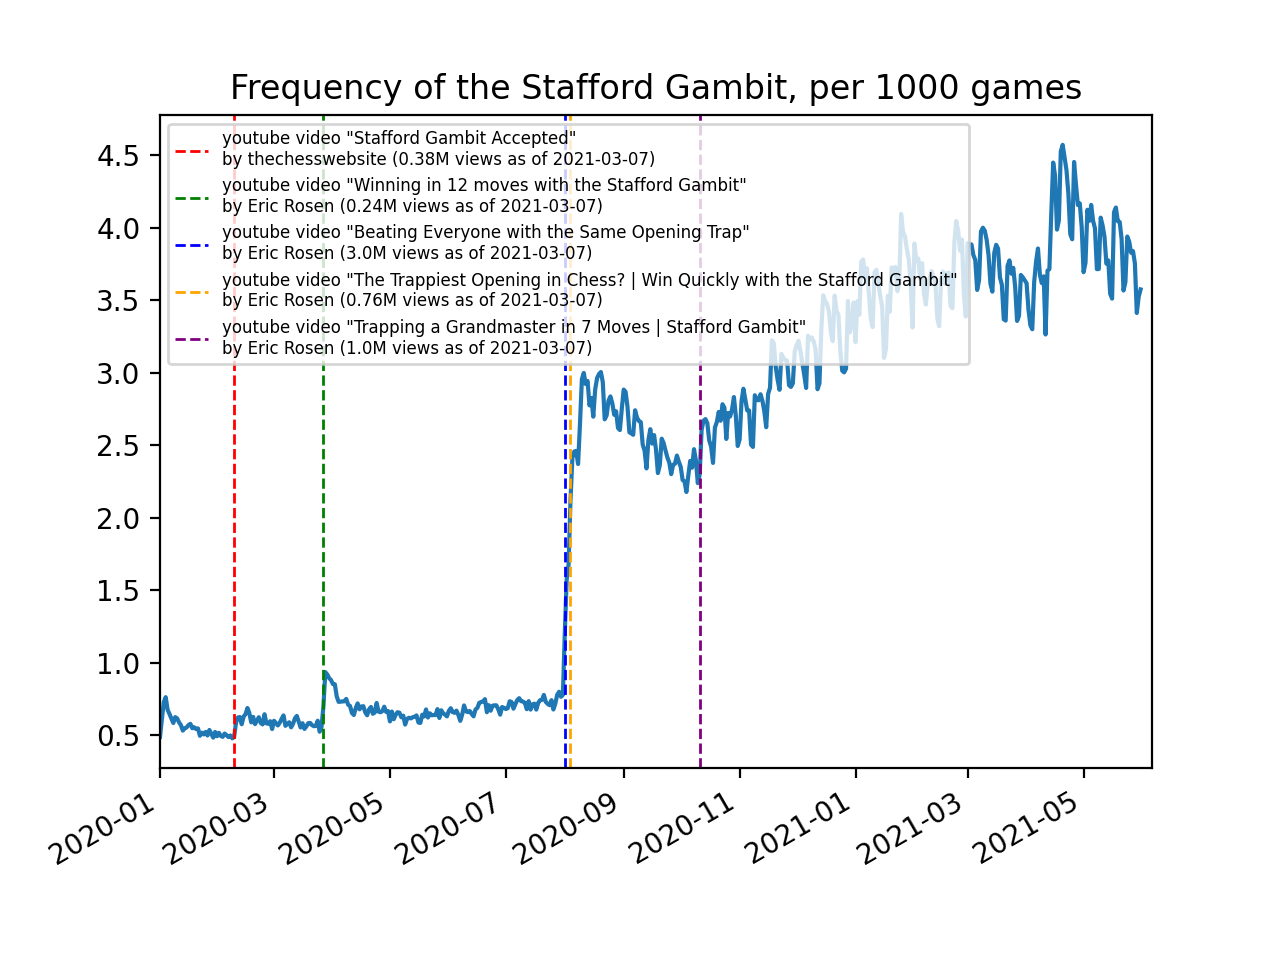 Frequency of the Stafford Gambit, per 1000 games
youtube video "Stafford Gambit Accepted"
by thechesswebsite (0.38M views as of 2021-03-07)
youtube video "Winning in 12 moves with the Stafford Gambit"
by Eric Rosen (0.24M views as of 2021-03-07)
youtube video "Beating Everyone with the Same Opening Trap"
by Eric Rosen (3.0M views as of 2021-03-07)
youtube video "The Trappiest Opening in Chess? | Win Quickly with the Stafford Gambit"
by Eric Rosen (0.76M views as of 2021-03-07)
youtube video "Trapping a Grandmaster in 7 Moves | Stafford Gambit"
by Eric Rosen (1.0M views as of 2021-03-07)
4.5
4.0
3.5
3.0
2.5
2.0
1.5
1.0
0.5
2020-01
2020-03
2020-05
2020-07
2020-09
2020-11
2021-01
2021-03
2021-05